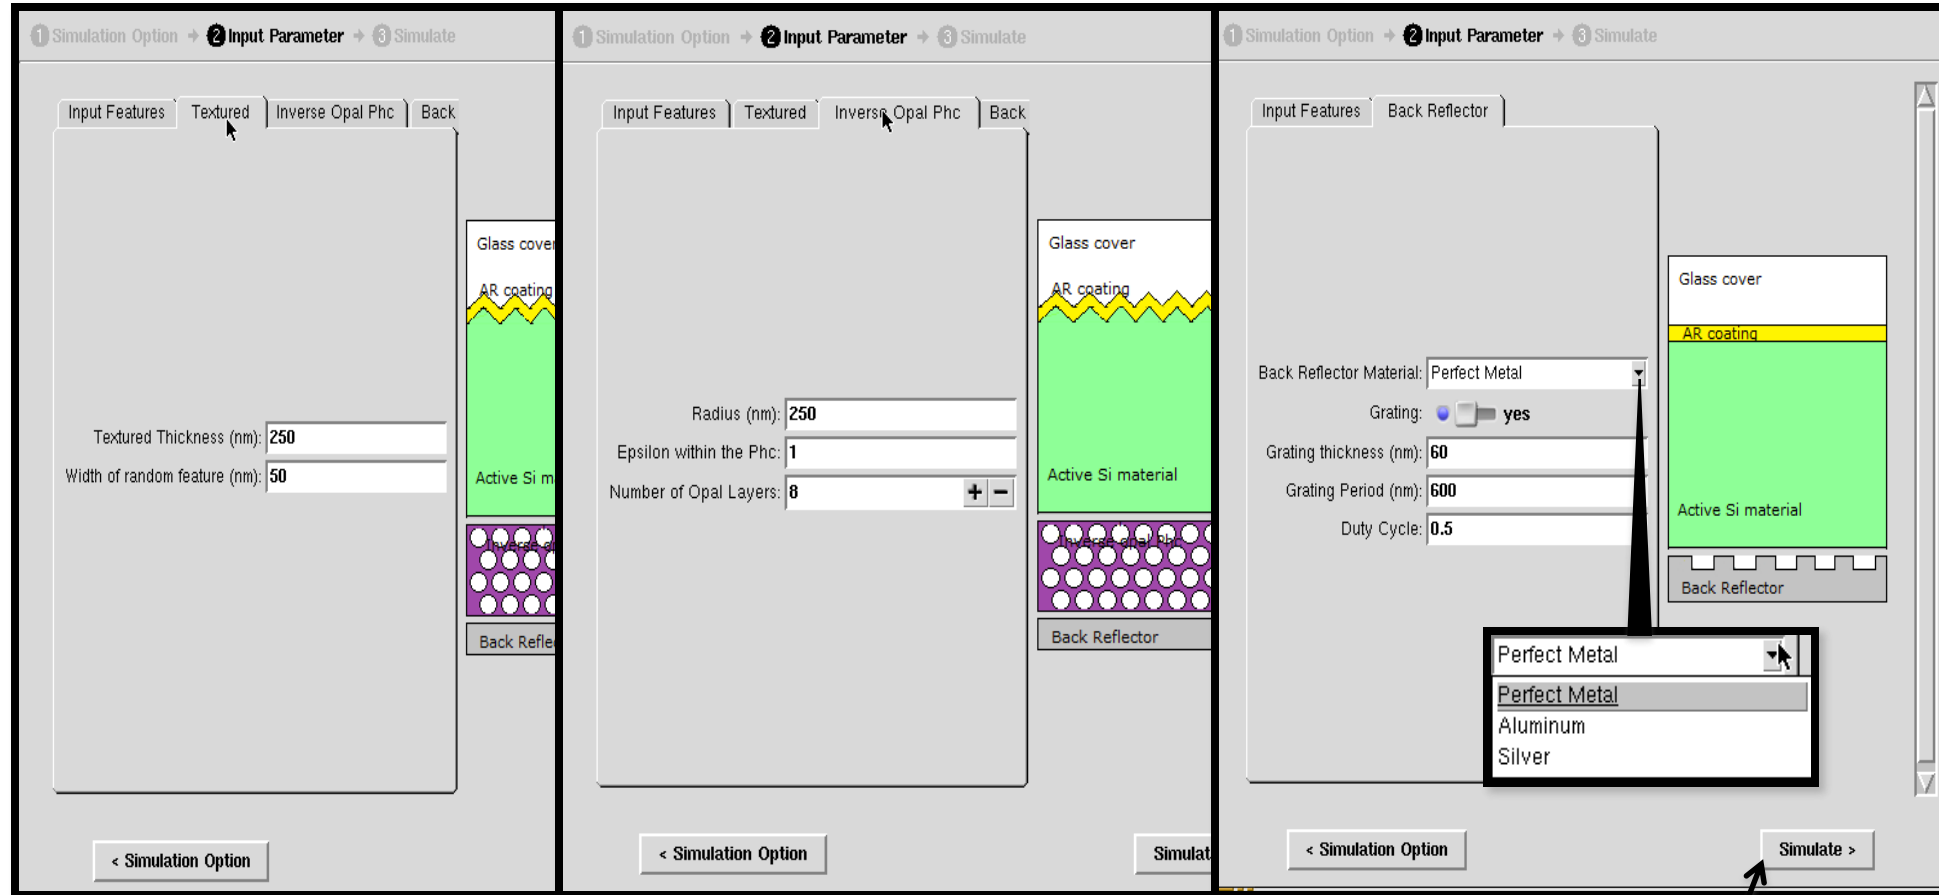 1 Simulation Option → 2 Input Parameter → 3 Simulate
Input Features
Textured
Inverse Opal Phc
Back
Glass cover
AR coating
Textured Thickness (nm): 250
Width of random feature (nm): 50
Active Si m
Inverse o
Back Refle
< Simulation Option
1 Simulation Option → 2 Input Parameter → 3 Simulate
Input Features
Textured
Inverse Opal Phc
Back
Glass cover
AR coating
Radius (nm): 250
Epsilon within the Phc: 1
Number of Opal Layers: 8 + −
Active Si material
Inverse opal Phc
Back Reflector
< Simulation Option
Simulat
1 Simulation Option → 2 Input Parameter → 3 Simulate
Input Features
Back Reflector
Glass cover
AR coating
Back Reflector Material: Perfect Metal
Grating: yes
Grating thickness (nm): 60
Grating Period (nm): 600
Duty Cycle: 0.5
Active Si material
Back Reflector
Perfect Metal
Perfect Metal
Aluminum
Silver
< Simulation Option
Simulate >